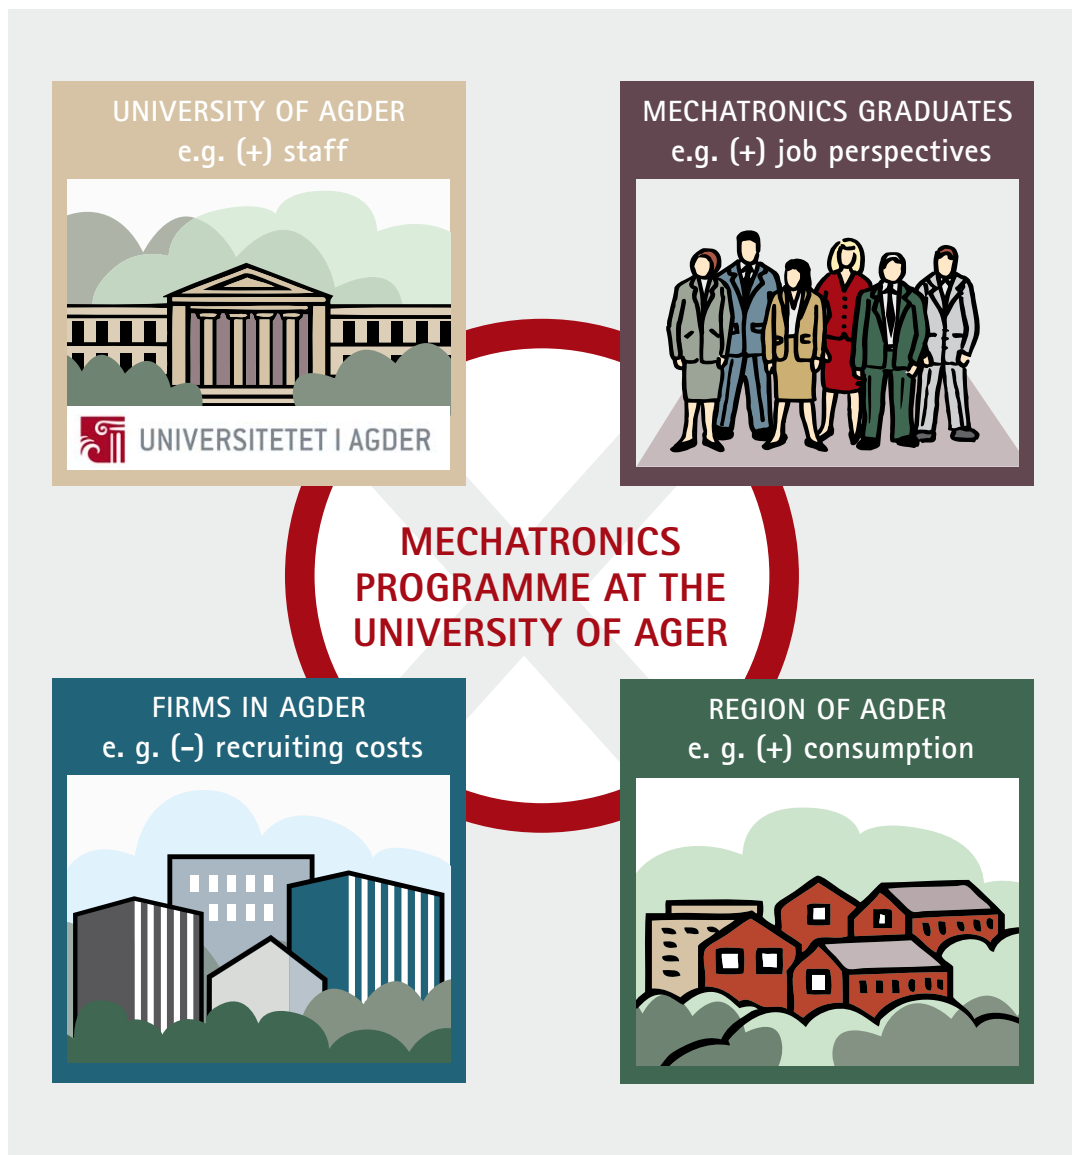 UNIVERSITY OF AGDER
e.g. (+) staff
UNIVERSITETET I AGDER
MECHATRONICS GRADUATES
e.g. (+) job perspectives
MECHATRONICS
PROGRAMME AT THE
UNIVERSITY OF AGER
FIRMS IN AGDER
e. g. (-) recruiting costs
REGION OF AGDER
e. g. (+) consumption